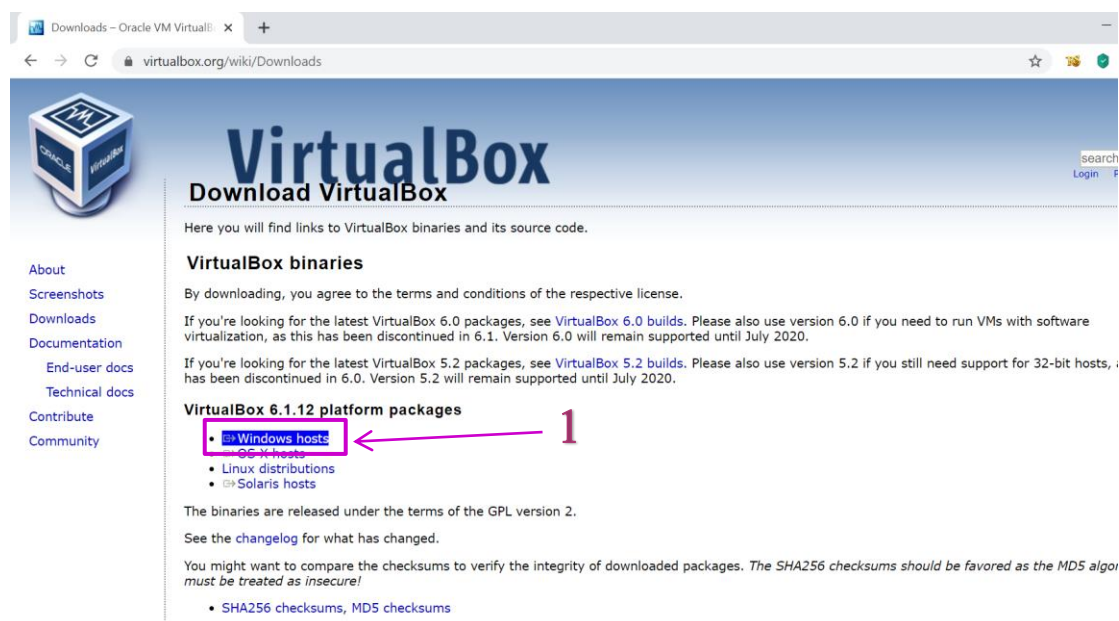 Downloads – Oracle VM VirtualB
virtualbox.org/wiki/Downloads
ORACLE
VM
VirtualBox
VirtualBox
search
Login
Download VirtualBox
Here you will find links to VirtualBox binaries and its source code.
About
Screenshots
Downloads
Documentation
End-user docs
Technical docs
Contribute
Community
VirtualBox binaries
By downloading, you agree to the terms and conditions of the respective license.
If you're looking for the latest VirtualBox 6.0 packages, see VirtualBox 6.0 builds. Please also use version 6.0 if you need to run VMs with software
virtualization, as this has been discontinued in 6.1. Version 6.0 will remain supported until July 2020.
If you're looking for the latest VirtualBox 5.2 packages, see VirtualBox 5.2 builds. Please also use version 5.2 if you still need support for 32-bit hosts,
has been discontinued in 6.0. Version 5.2 will remain supported until July 2020.
VirtualBox 6.1.12 platform packages
• Windows hosts
1
• OS X hosts
• Linux distributions
• Solaris hosts
The binaries are released under the terms of the GPL version 2.
See the changelog for what has changed.
You might want to compare the checksums to verify the integrity of downloaded packages. The SHA256 checksums should be favored as the MD5 algor
must be treated as insecure!
• SHA256 checksums, MD5 checksums